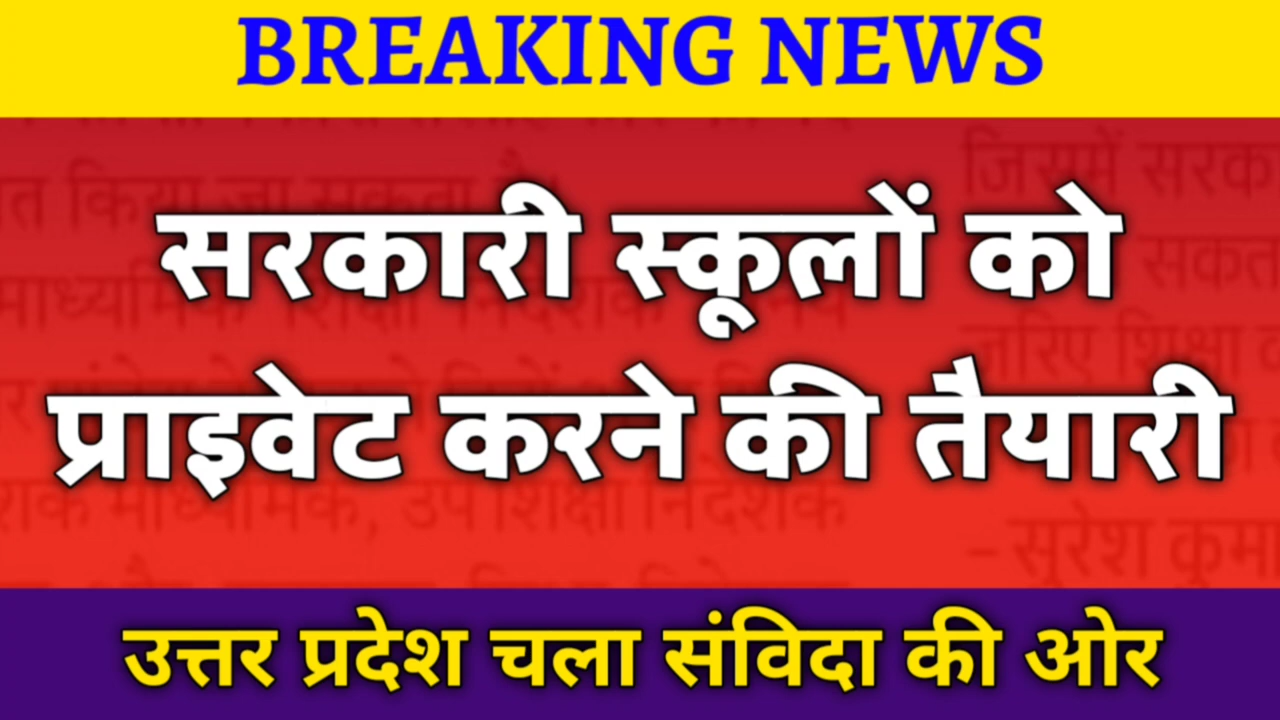 BREAKING NEWS
सरकारी स्कूलों को
प्राइवेट करने की तैयारी
उत्तर प्रदेश चला संविदा की ओर